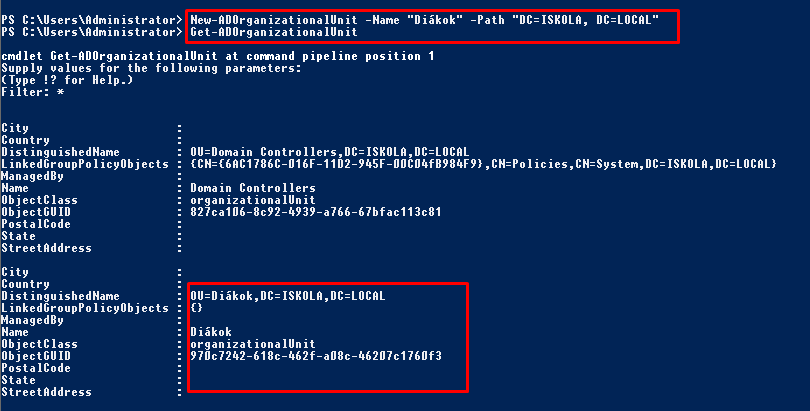 PS C:\Users\Administrator> New-ADOrganizationalUnit -Name "Diákok" -Path "DC=ISKOLA, DC=LOCAL"
PS C:\Users\Administrator> Get-ADOrganizationalUnit
cmdlet Get-ADOrganizationalUnit at command pipeline position 1
Supply values for the following parameters:
(Type !? for Help.)
Filter: *
City :
Country :
DistinguishedName : OU=Domain Controllers,DC=ISKOLA,DC=LOCAL
LinkedGroupPolicyObjects : {CN={6AC1786C-016F-11D2-945F-00C04fB984F9},CN=Policies,CN=System,DC=ISKOLA,DC=LOCAL}
ManagedBy :
Name : Domain Controllers
ObjectClass : organizationalUnit
ObjectGUID : 827ca106-8c92-4939-a766-67bfac113c81
PostalCode :
State :
StreetAddress :
City :
Country :
DistinguishedName : OU=Diákok,DC=ISKOLA,DC=LOCAL
LinkedGroupPolicyObjects : {}
ManagedBy :
Name : Diákok
ObjectClass : organizationalUnit
ObjectGUID : 970c7242-618c-462f-a08c-46207c1760f3
PostalCode :
State :
StreetAddress :